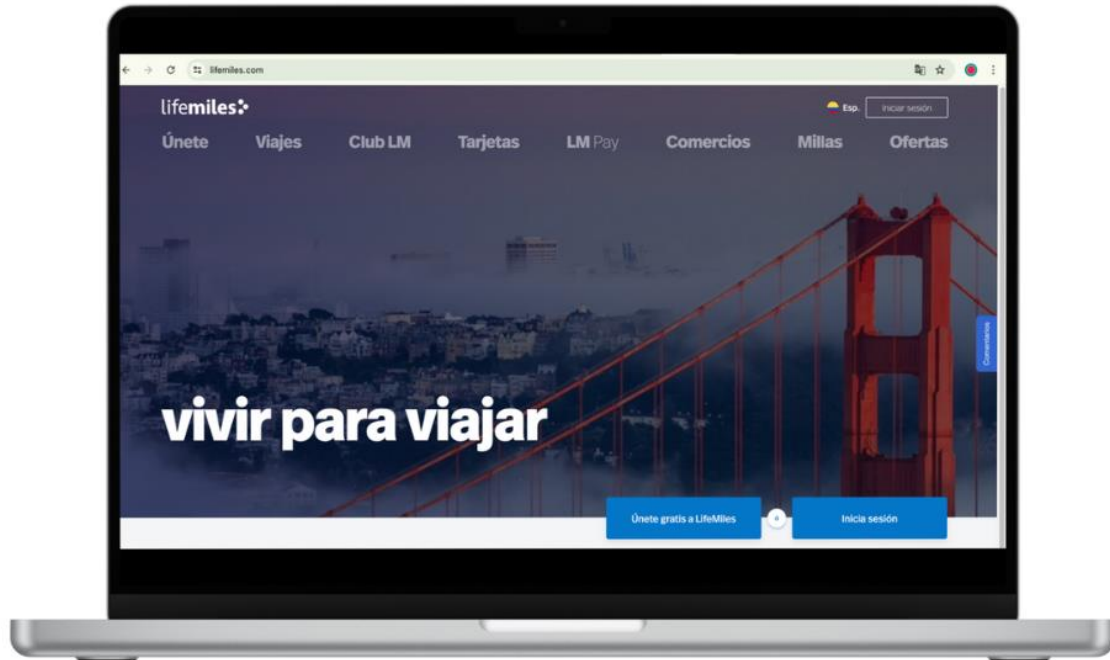 lifemiles.com
lifemiles
Esp.
Iniciar sesión
Únete
Viajes
Club LM
Tarjetas
LM Pay
Comercios
Millas
Ofertas
Comentarios
vivir para viajar
Únete gratis a LifeMiles
o
Inicia sesión